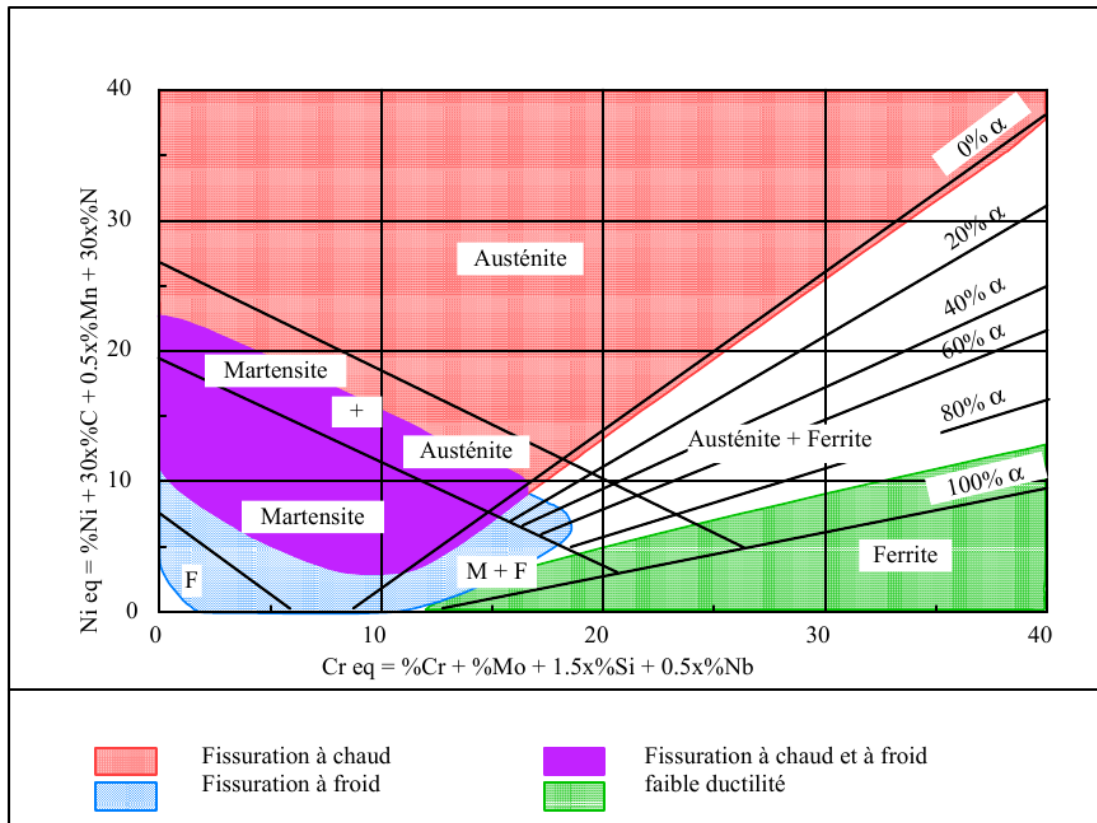 40
30
20
10
0
Ni eq = %Ni + 30x%C + 0.5x%Mn + 30x%N
0% α
20% α
40% α
60% α
80% α
100% α
Austénite
Martensite
+
Austénite
Austénite + Ferrite
Martensite
F
M + F
Ferrite
0
10
20
30
40
Cr eq = %Cr + %Mo + 1.5x%Si + 0.5x%Nb
Fissuration à chaud
Fissuration à froid
Fissuration à chaud et à froid
faible ductilité